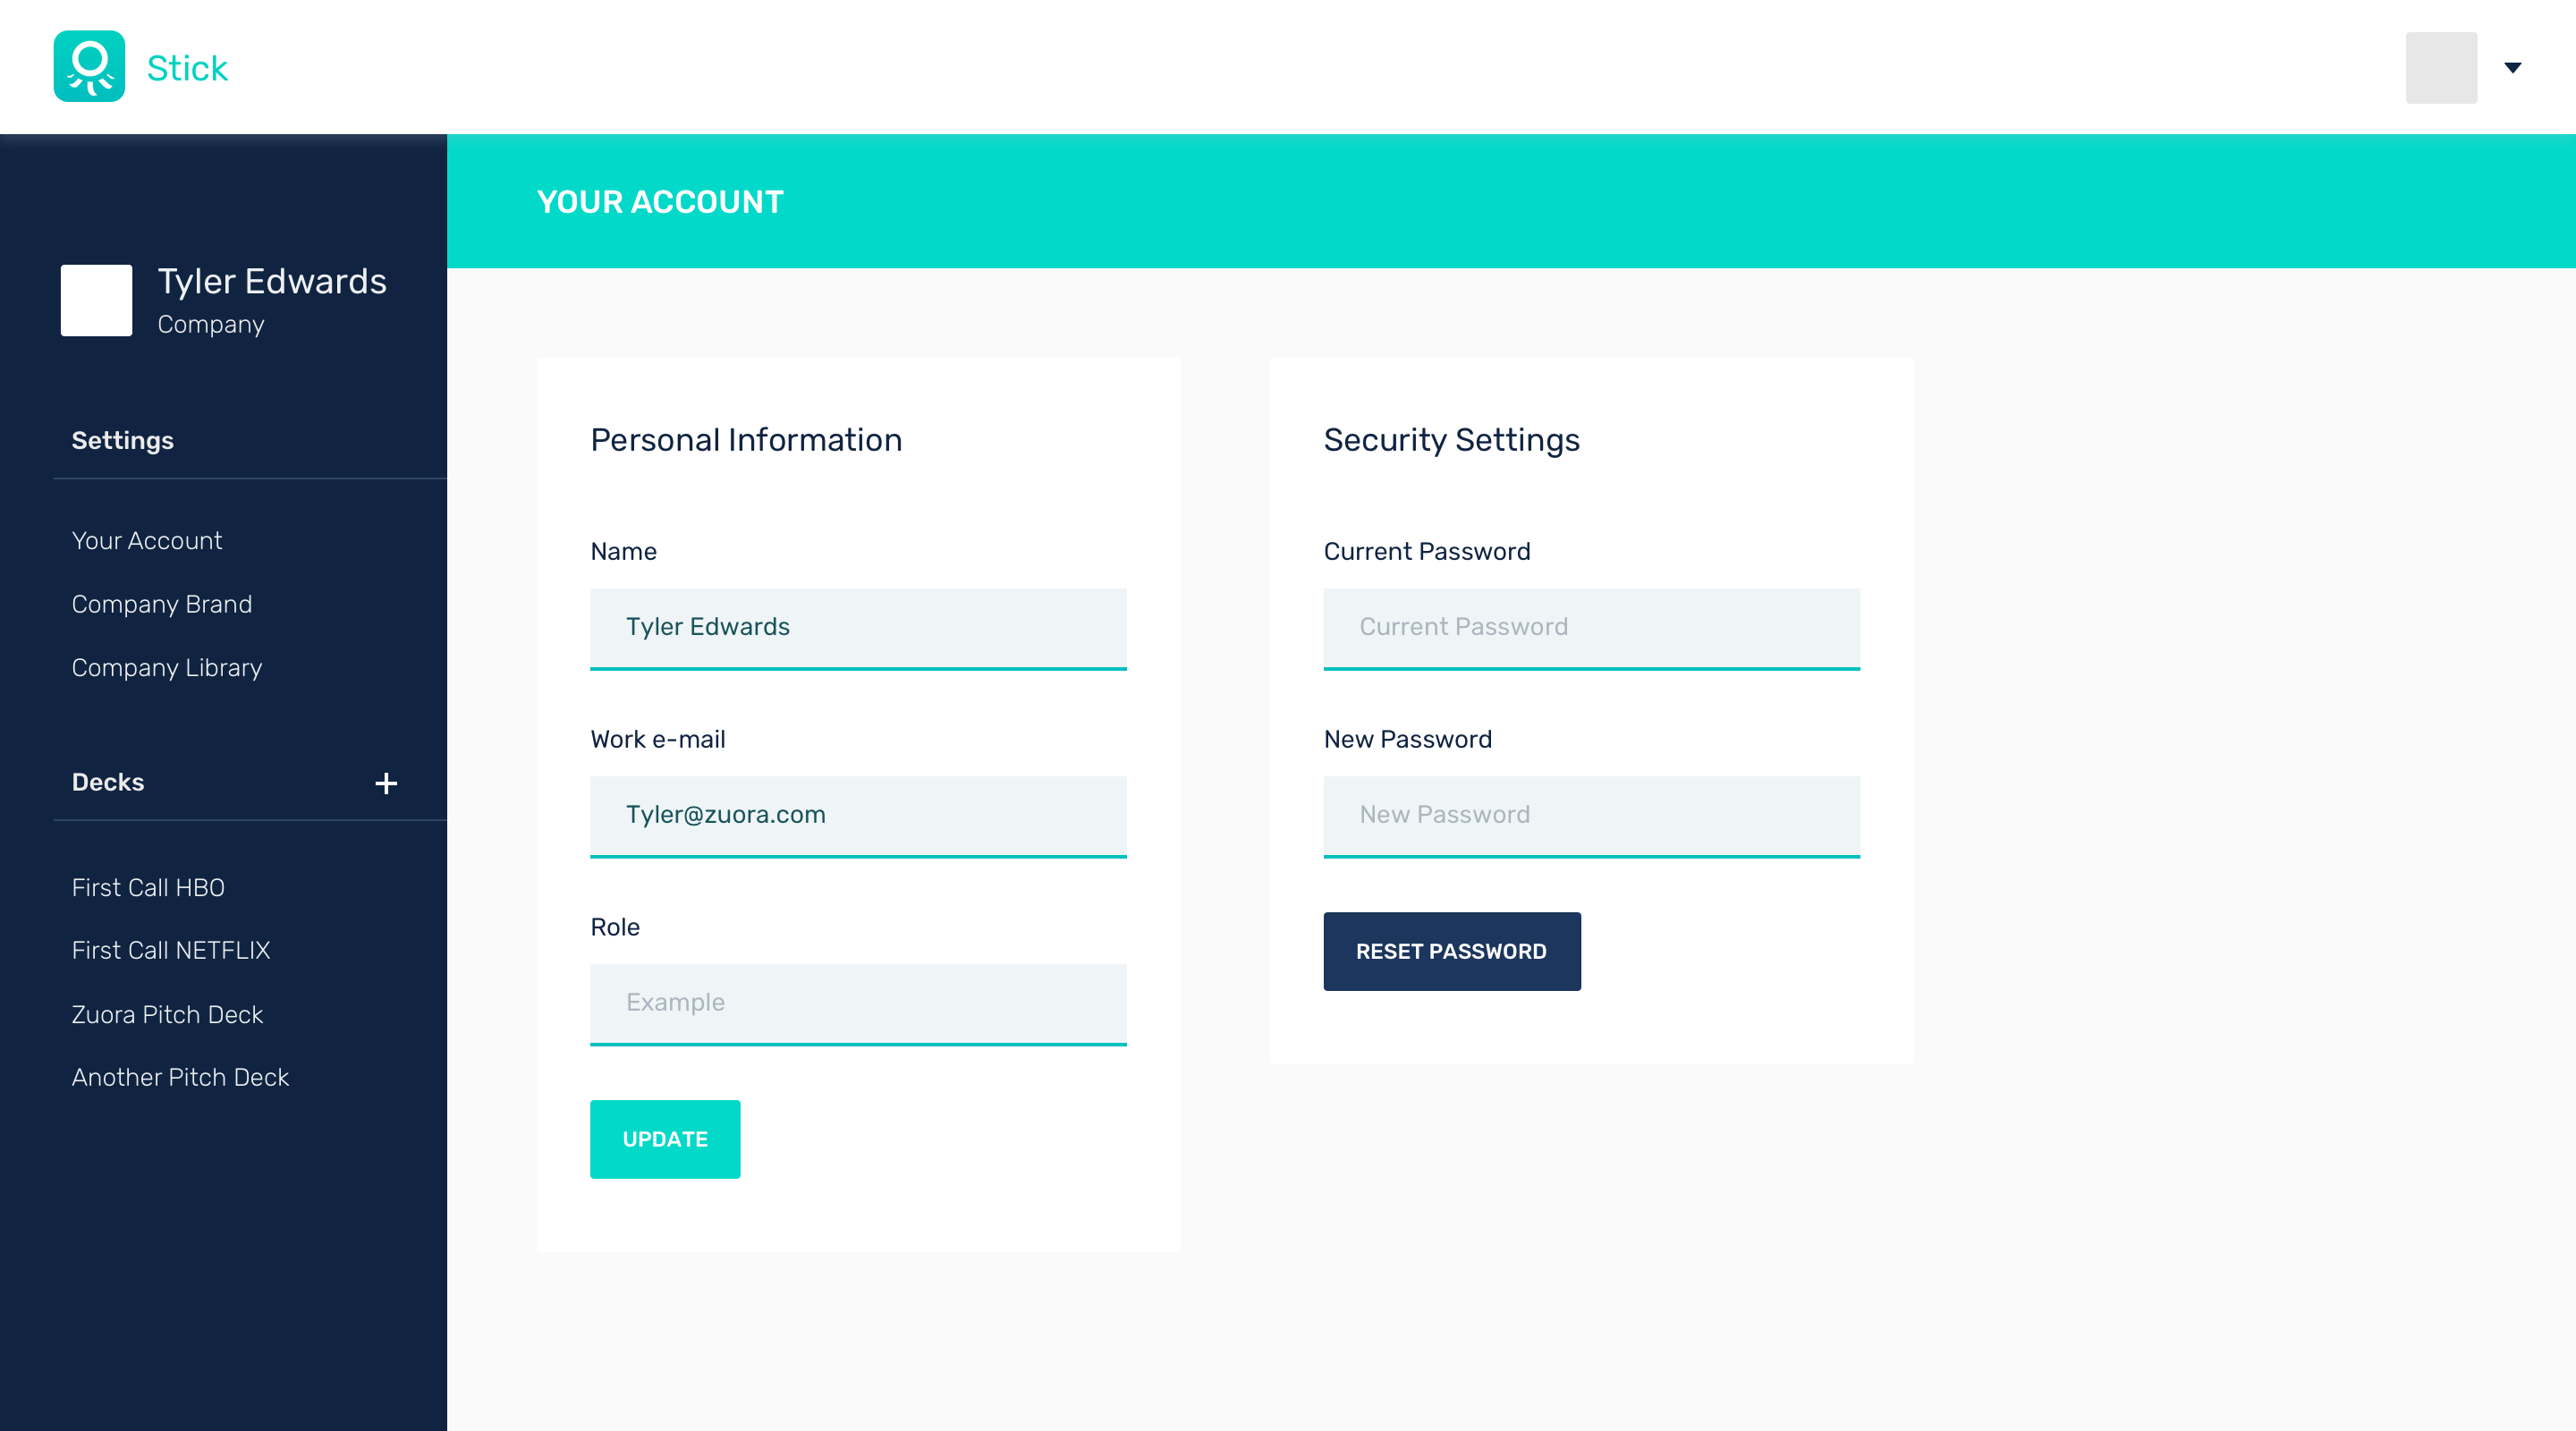 Stick
YOUR ACCOUNT
Tyler Edwards
Company
Settings
Your Account
Company Brand
Company Library
Decks
First Call HBO
First Call NETFLIX
Zuora Pitch Deck
Another Pitch Deck
Personal Information
Name
Tyler Edwards
Work e-mail
Tyler@zuora.com
Role
Example
UPDATE
Security Settings
Current Password
Current Password
New Password
New Password
RESET PASSWORD